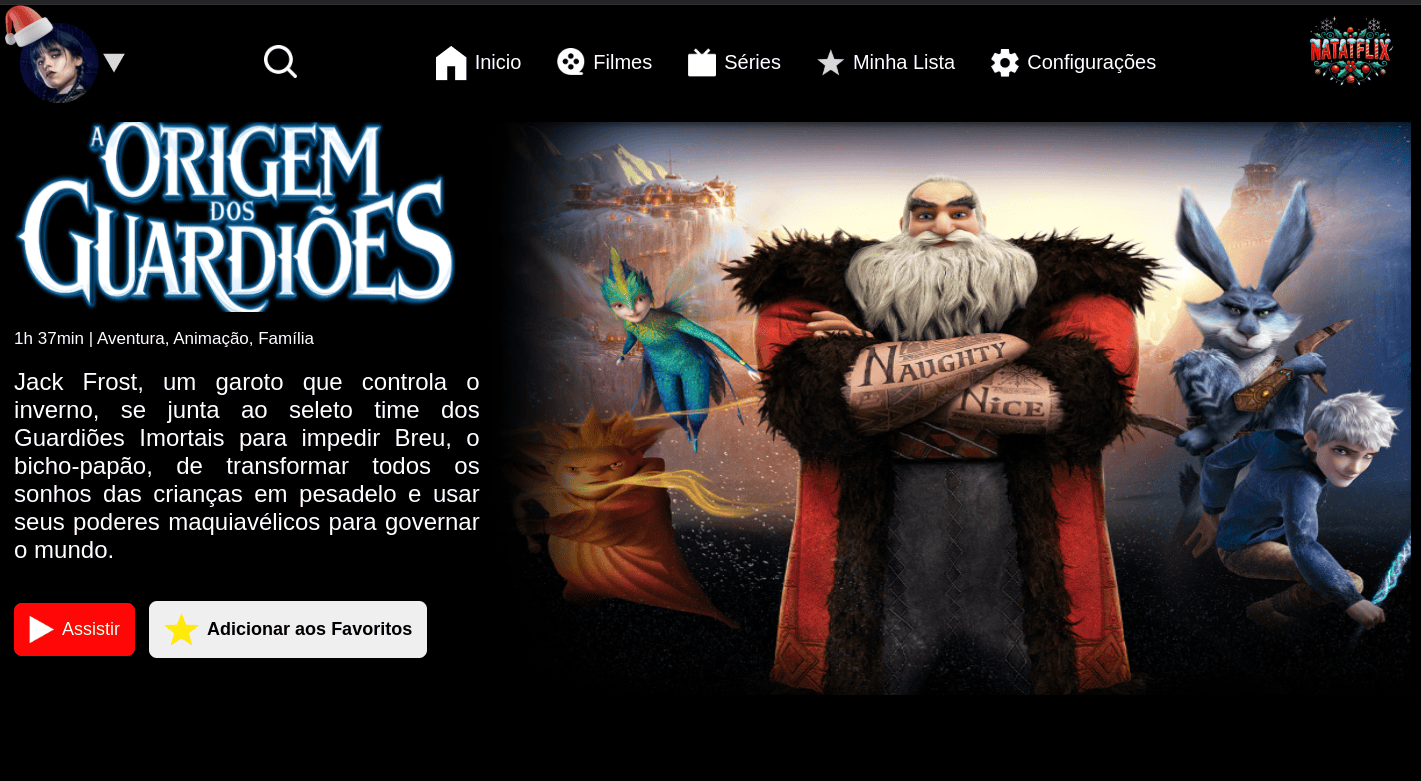 Inicio
Filmes
Séries
Minha Lista
Configurações
NATATFLIX
A
ORIGEM
DOS
GUARDIÕES
1h 37min | Aventura, Animação, Família
Jack Frost, um garoto que controla o
inverno, se junta ao seleto time dos
Guardiões Imortais para impedir Breu, o
bicho-papão, de transformar todos os
sonhos das crianças em pesadelo e usar
seus poderes maquiavélicos para governar
o mundo.
Assistir
Adicionar aos Favoritos
NAUGHTY
NICE